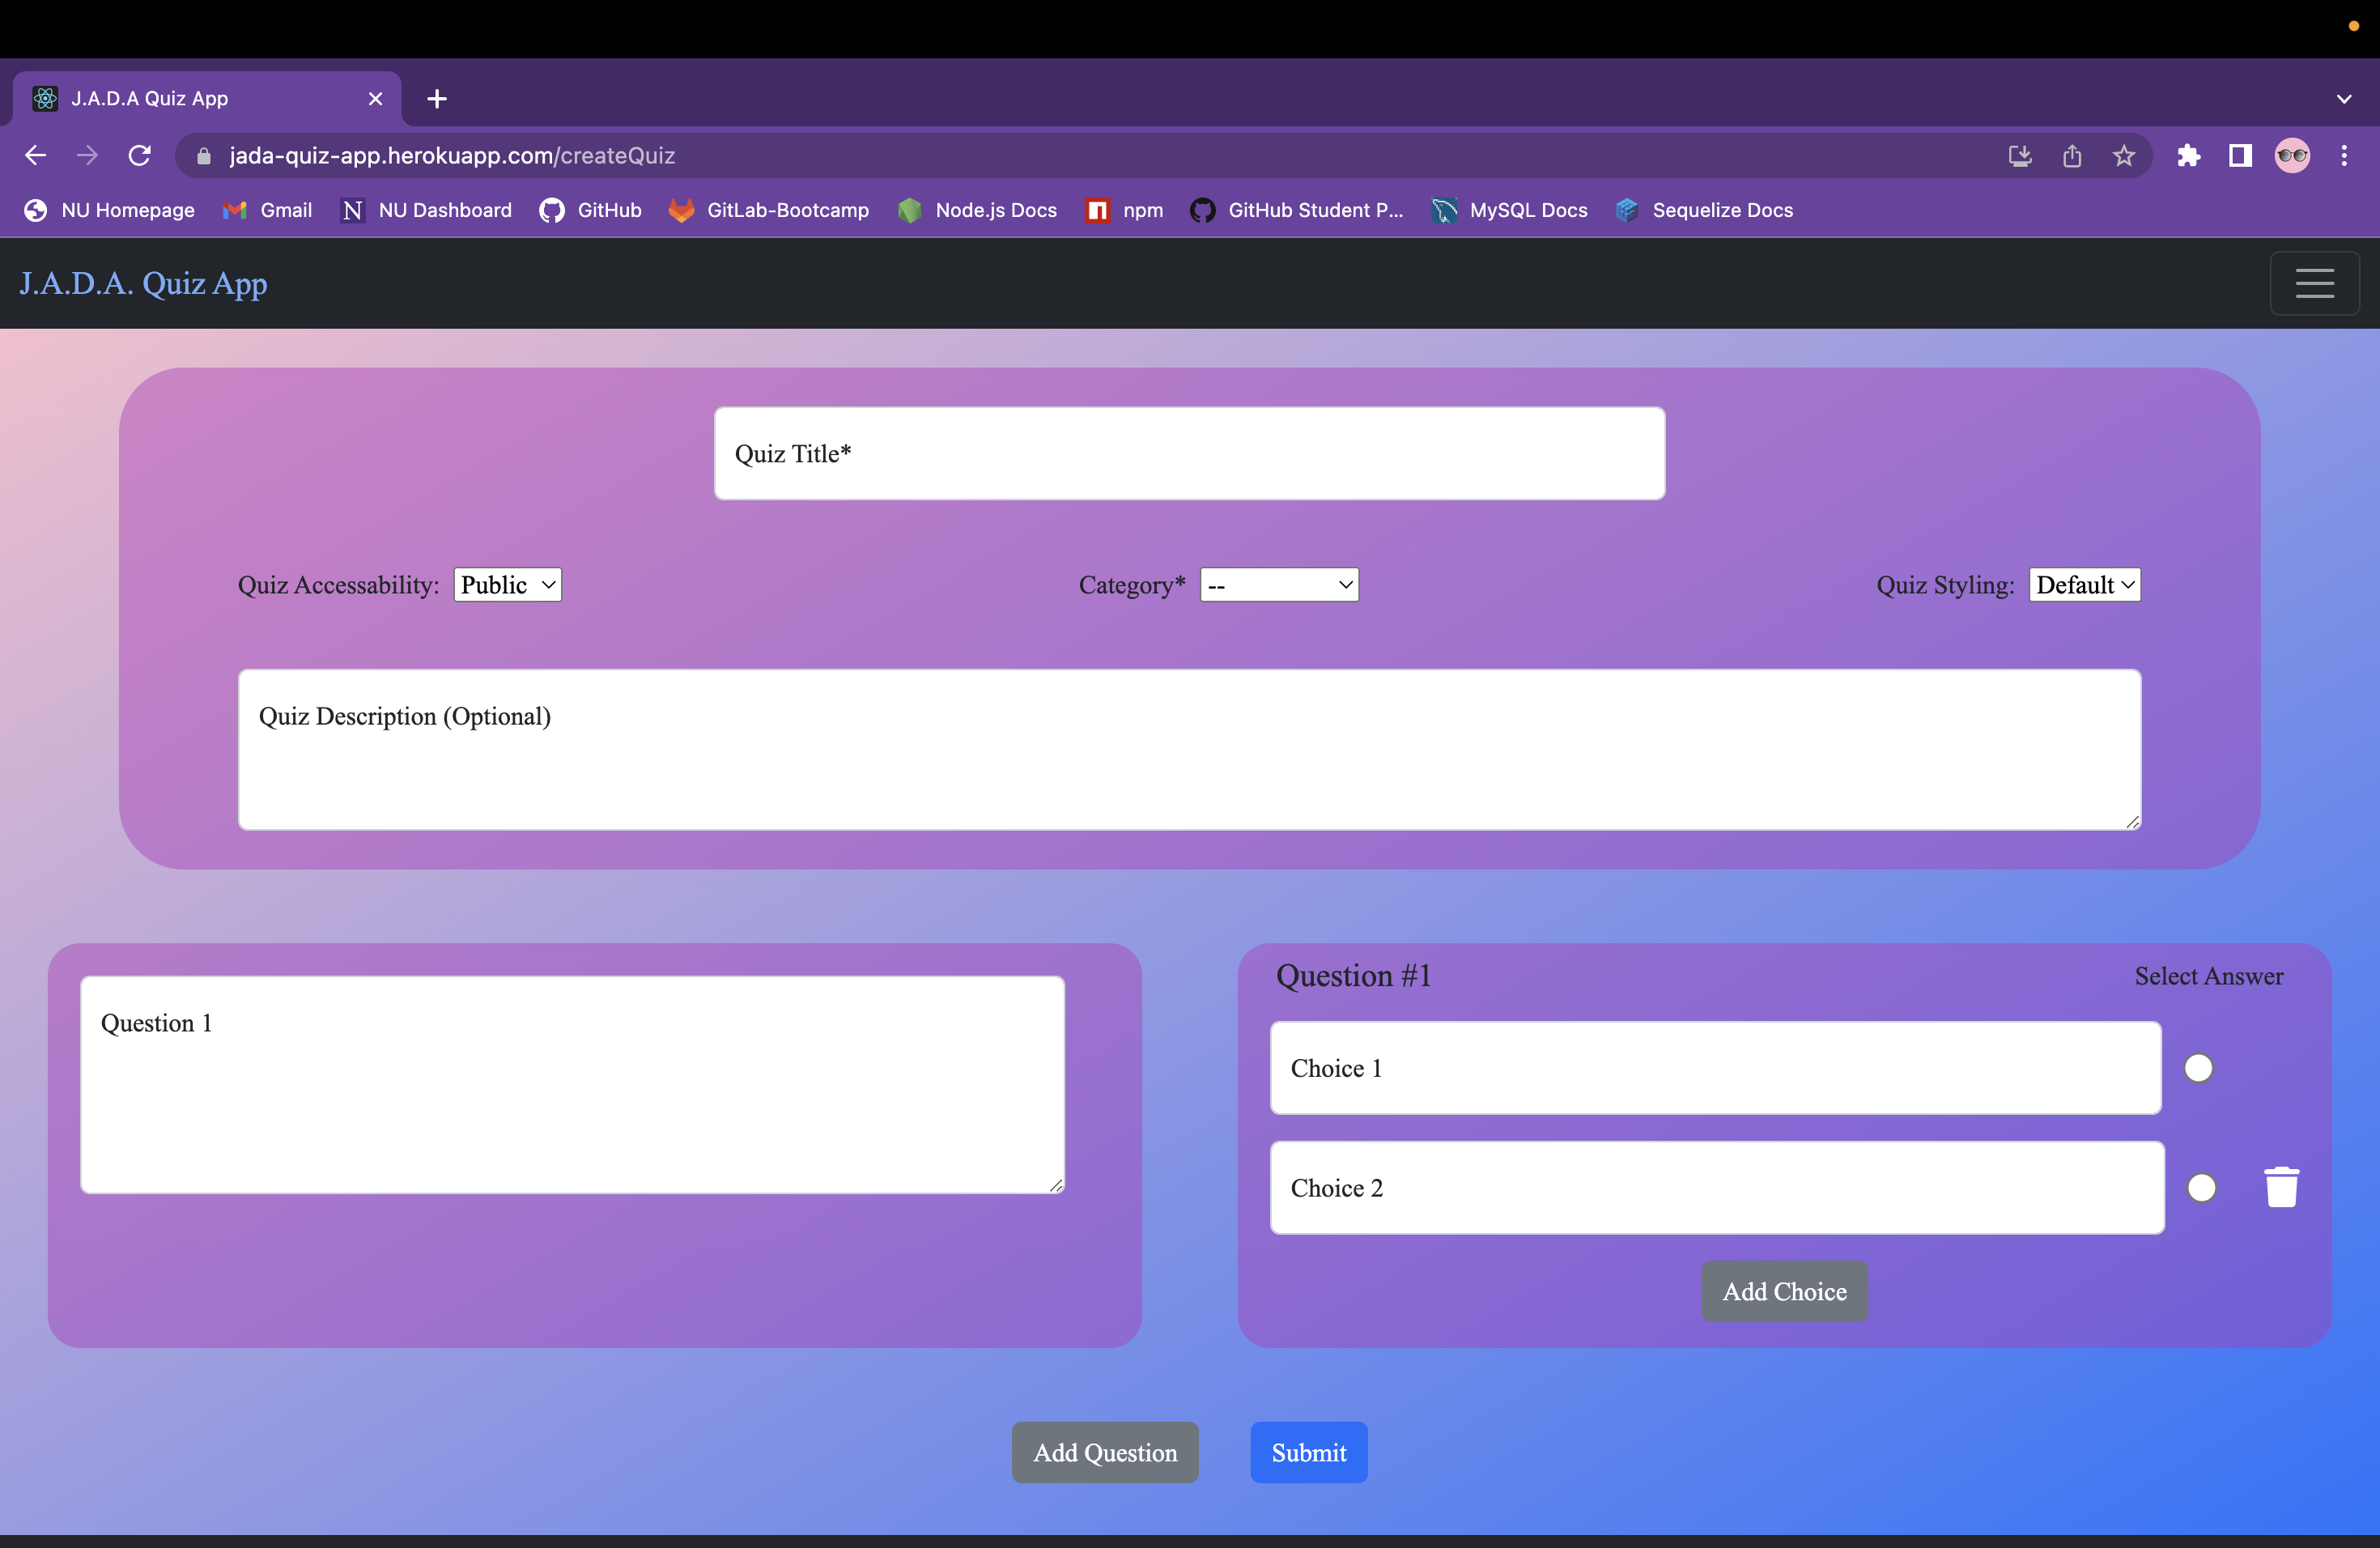 J.A.D.A Quiz App
jada-quiz-app.herokuapp.com/createQuiz
NU Homepage Gmail N NU Dashboard GitHub GitLab-Bootcamp Node.js Docs npm GitHub Student P... MySQL Docs Sequelize Docs
J.A.D.A. Quiz App
Quiz Title*
Quiz Accessability: Public Category* -- Quiz Styling: Default
Quiz Description (Optional)
Question 1
Question #1 Select Answer
Choice 1
Choice 2
Add Choice
Add Question Submit